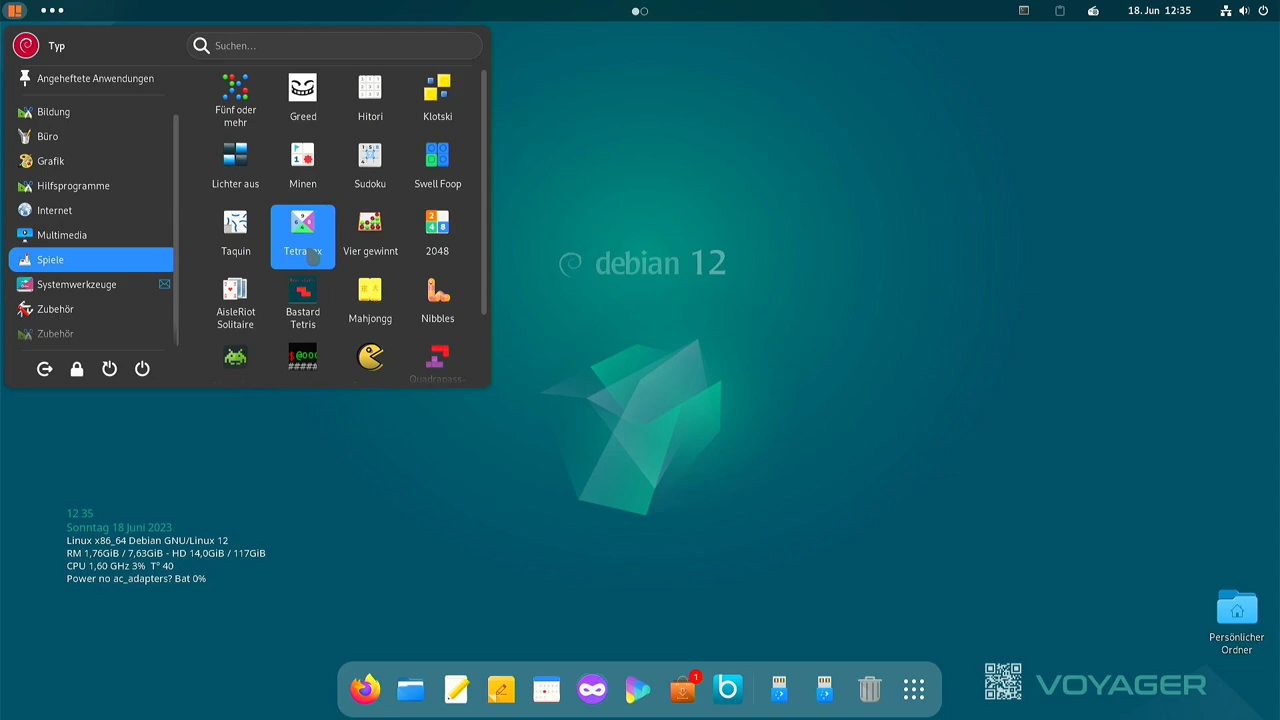 18. Jun 12:35
Typ
Suchen...
Angeheftete Anwendungen
Bildung
Büro
Grafik
Hilfsprogramme
Internet
Multimedia
Spiele
Systemwerkzeuge
Zubehör
Zubehör
Fünf oder
mehr
Greed
Hitori
Klotski
Lichter aus
Minen
Sudoku
Swell Foop
Taquin
Vier gewinnt
2048
AisleRiot
Solitaire
Bastard
Tetris
Mahjongg
Nibbles
Quadrapass-
debian 12
12 35
Sonntag 18 Juni 2023
Linux x86_64 Debian GNU/Linux 12
RM 1,76GiB / 7,63GiB - HD 14,0GiB / 117GiB
CPU 1,60 GHz 3% T° 40
Power no ac_adapters? Bat 0%
Persönlicher
Ordner
1
VOYAGER